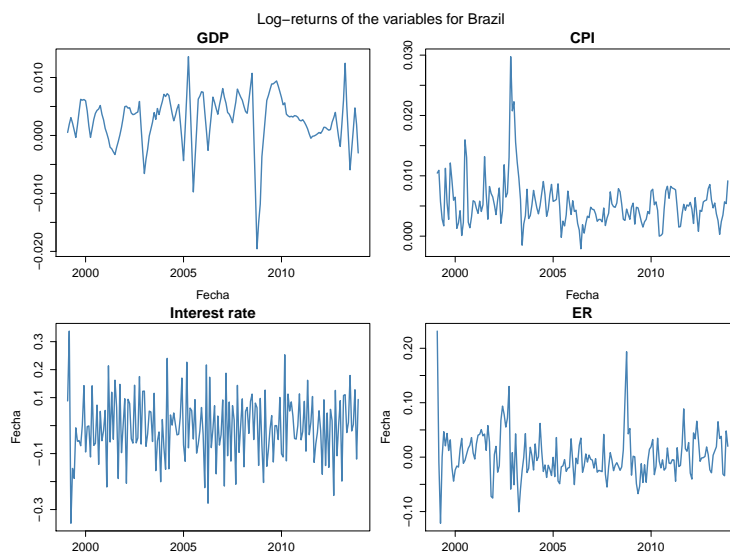 Log-returns of the variables for Brazil
GDP
CPI
0.010
0.000
-0.010
-0.020
2000 2005 2010
Fecha
0.030
0.020
0.010
0.000
2000 2005 2010
Fecha
Interest rate
ER
Fecha
0.3
0.1
-0.1
-0.3
2000 2005 2010
Fecha
0.20
0.10
0.00
-0.10
2000 2005 2010